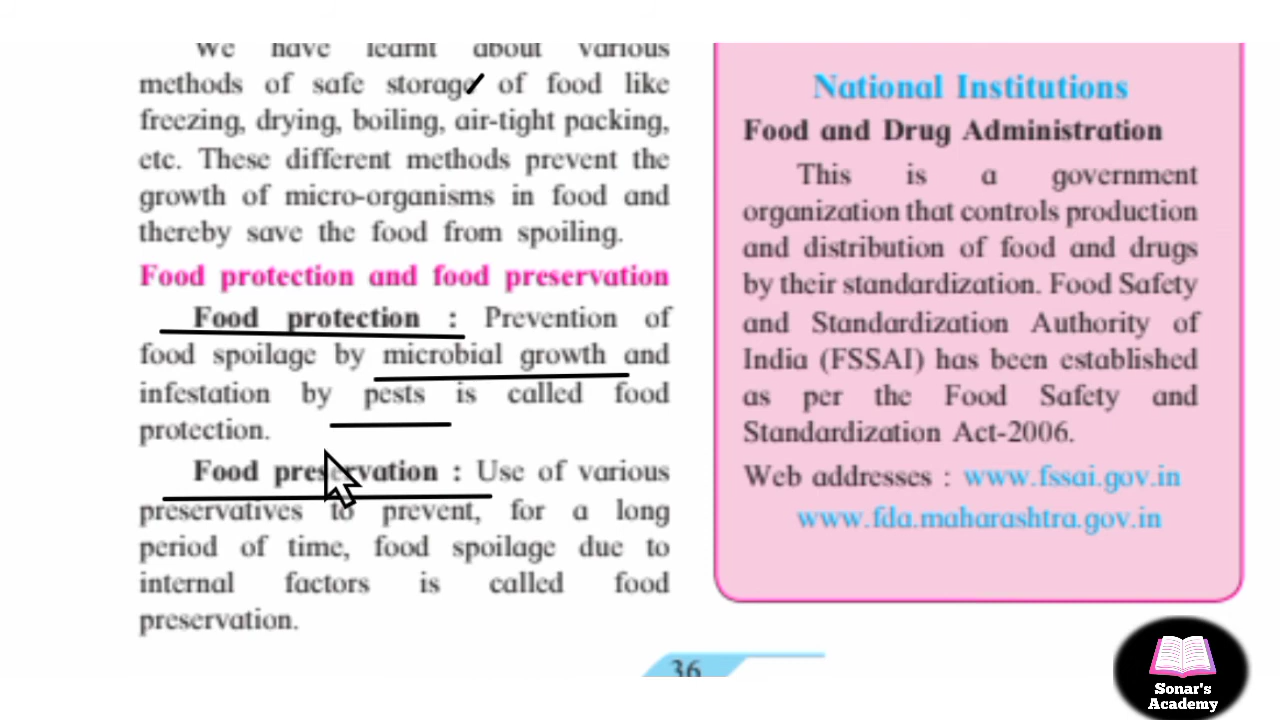 We have learnt about various
methods of safe storage of food like
freezing, drying, boiling, air-tight packing,
etc. These different methods prevent the
growth of micro-organisms in food and
thereby save the food from spoiling.
Food protection and food preservation
Food protection : Prevention of
food spoilage by microbial growth and
infestation by pests is called food
protection.
Food preservation : Use of various
preservatives to prevent, for a long
period of time, food spoilage due to
internal factors is called food
preservation.
National Institutions
Food and Drug Administration
This is a government
organization that controls production
and distribution of food and drugs
by their standardization. Food Safety
and Standardization Authority of
India (FSSAI) has been established
as per the Food Safety and
Standardization Act-2006.
Web addresses : www.fssai.gov.in
www.fda.maharashtra.gov.in
36
Sonar's
Academy